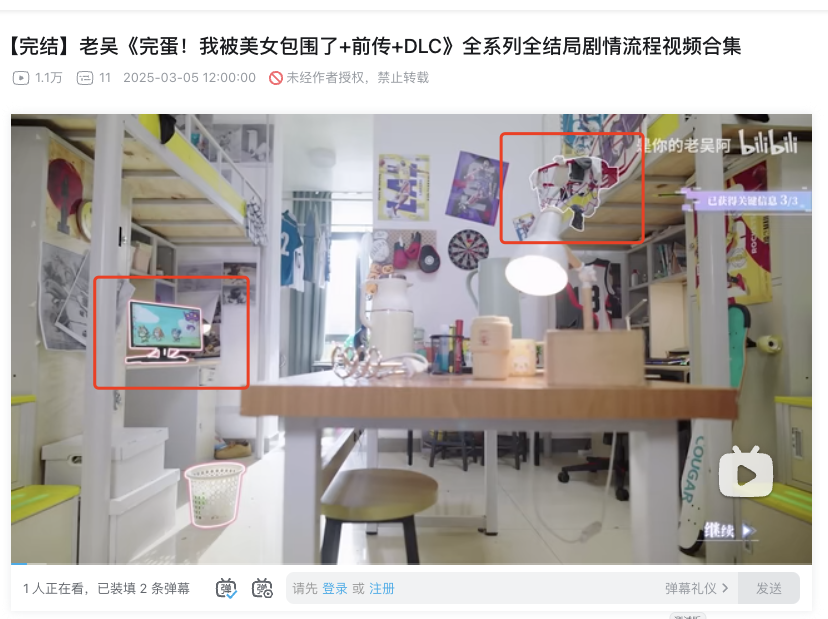 【完结】老吴《完蛋！我被美女包围了+前传+DLC》全系列全结局剧情流程视频合集
1.1万 11 2025-03-05 12:00:00 未经作者授权，禁止转载
是你的老吴阿 bilibili
已获得关键信息 3/3
2
COUGAR
继续
1人正在看，已装填 2 条弹幕 弹 弹 请先 登录 或 注册 弹幕礼仪 发送